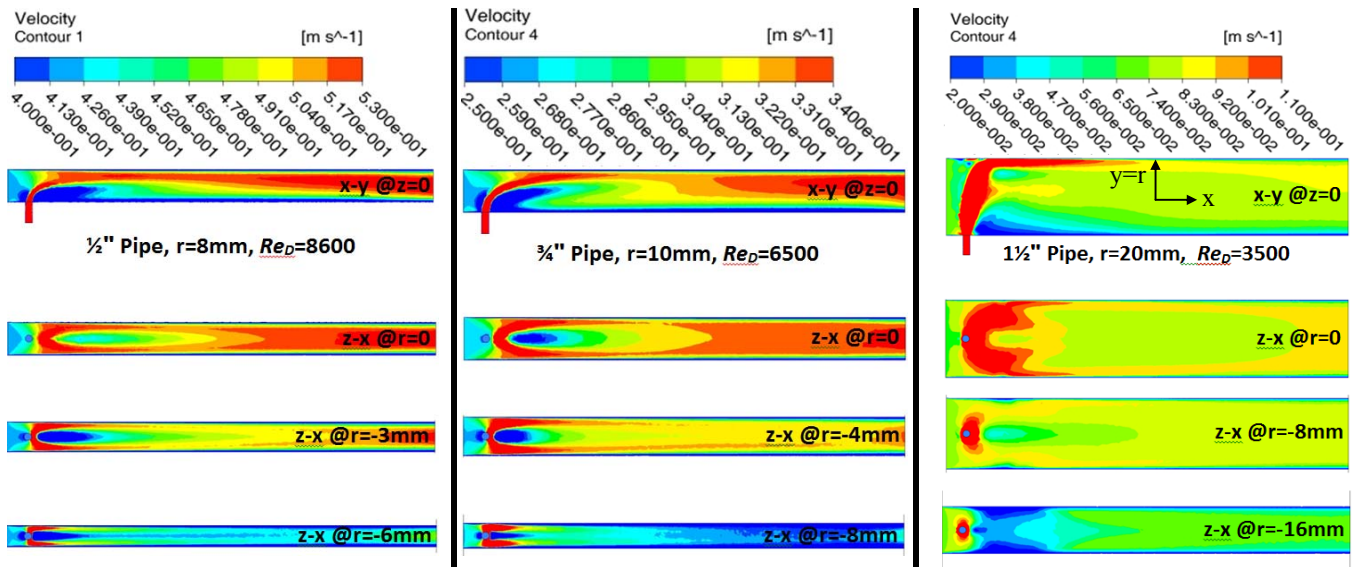 Velocity
Contour 1 [m s^-1]
4.000e-001
4.130e-001
4.260e-001
4.390e-001
4.520e-001
4.650e-001
4.780e-001
4.911e-001
5.040e-001
5.170e-001
5.300e-001
x-y @z=0
½" Pipe, r=8mm, ReD=8600
z-x @r=0
z-x @r=-3mm
z-x @r=-6mm
Velocity
Contour 4 [m s^-1]
2.500e-001
2.590e-001
2.680e-001
2.770e-001
2.860e-001
2.950e-001
3.040e-001
3.130e-001
3.220e-001
3.310e-001
3.400e-001
x-y @z=0
¾" Pipe, r=10mm, ReD=6500
z-x @r=0
z-x @r=-4mm
z-x @r=-8mm
Velocity
Contour 4 [m s^-1]
2.000e-002
2.900e-002
3.800e-002
4.700e-002
5.600e-002
6.500e-002
7.400e-002
8.300e-002
9.200e-002
1.010e-001
1.100e-001
y=r
x
x-y @z=0
1½" Pipe, r=20mm, ReD=3500
z-x @r=0
z-x @r=-8mm
z-x @r=-16mm